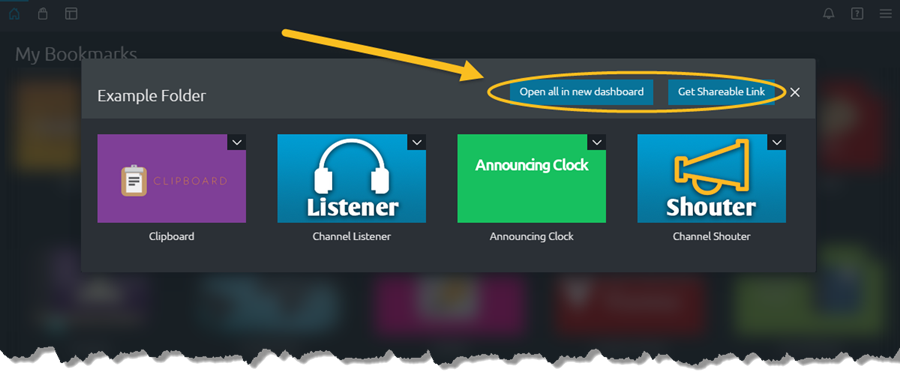 My Bookmarks
Example Folder
Open all in new dashboard
Get Shareable Link
CLIPBOARD
Listener
Announcing Clock
Shouter
Clipboard
Channel Listener
Announcing Clock
Channel Shouter